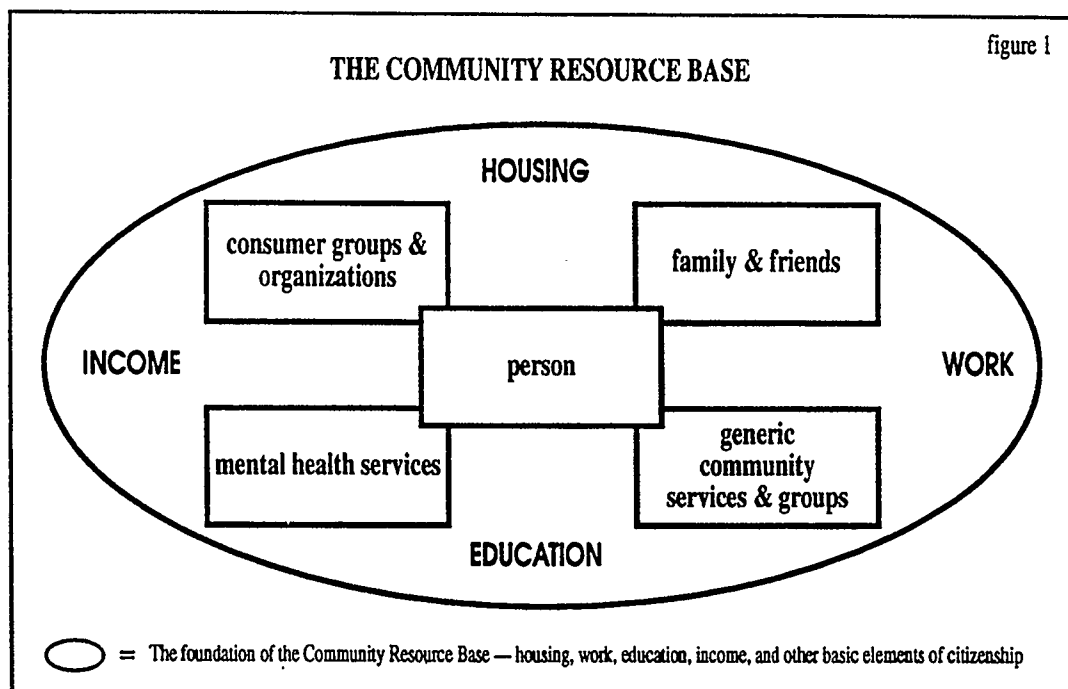 figure 1
THE COMMUNITY RESOURCE BASE
HOUSING
consumer groups &
organizations
family & friends
INCOME
person
WORK
mental health services
generic
community
services & groups
EDUCATION
= The foundation of the Community Resource Base — housing, work, education, income, and other basic elements of citizenship